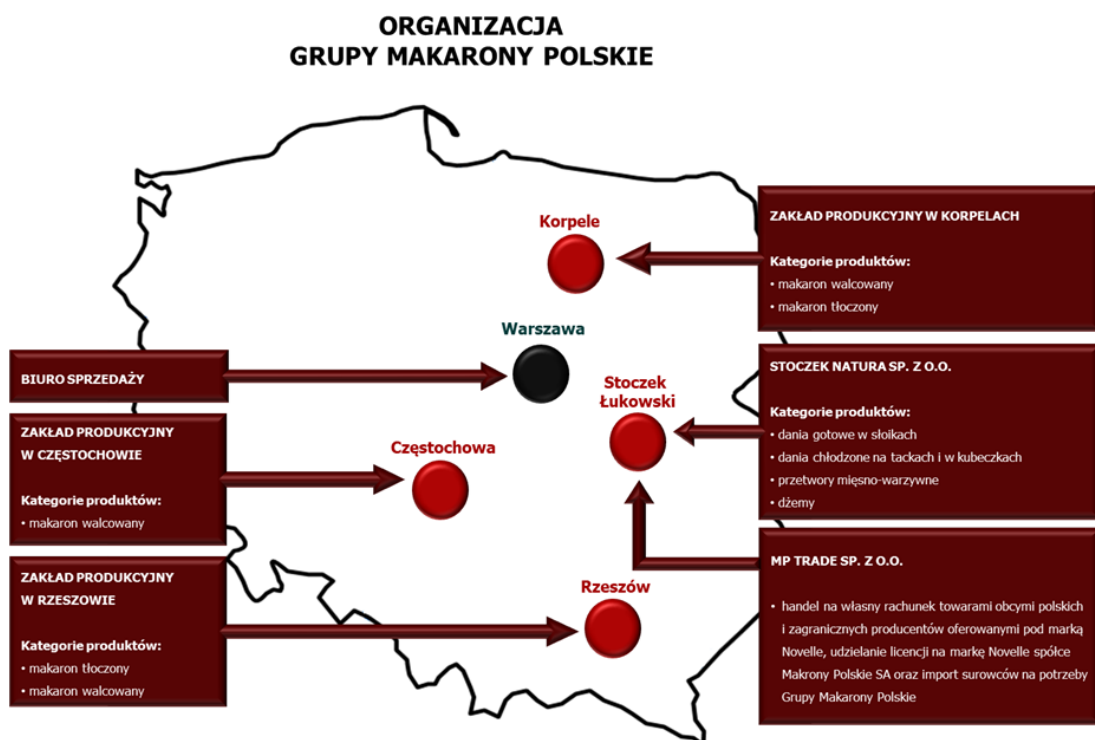 ORGANIZACJA
GRUPY MAKARONY POLSKIE
Korpele
Warszawa
Stoczek
Łukowski
Częstochowa
Rzeszów
BIURO SPRZEDAŻY
ZAKŁAD PRODUKCYJNY
W CZĘSTOCHOWIE
Kategorie produktów:
• makaron walcowany
ZAKŁAD PRODUKCYJNY
W RZESZOWIE
Kategorie produktów:
• makaron tłoczony
• makaron walcowany
ZAKŁAD PRODUKCYJNY W KORPELACH
Kategorie produktów:
• makaron walcowany
• makaron tłoczony
STOCZEK NATURA SP. Z O.O.
Kategorie produktów:
• dania gotowe w słoikach
• dania chłodzone na tackach i w kubeczkach
• przetwory mięsno-warzywne
• dżemy
MP TRADE SP. Z O.O.
• handel na własny rachunek towarami obcymi polskich
i zagranicznych producentów oferowanymi pod marką
Novelle, udzielanie licencji na markę Novelle spółce
Makrony Polskie SA oraz import surowców na potrzeby
Grupy Makarony Polskie